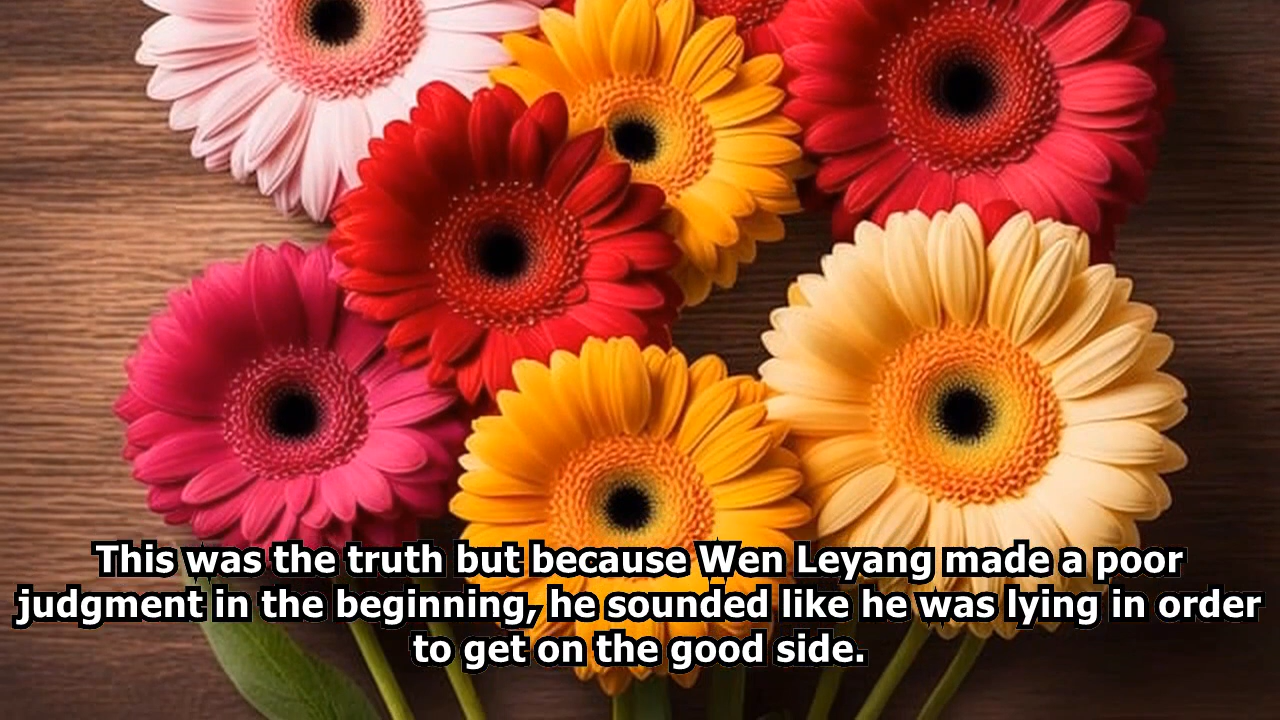 This was the truth but because Wen Leyang made a poor
judgment in the beginning, he sounded like he was lying in order
to get on the good side.